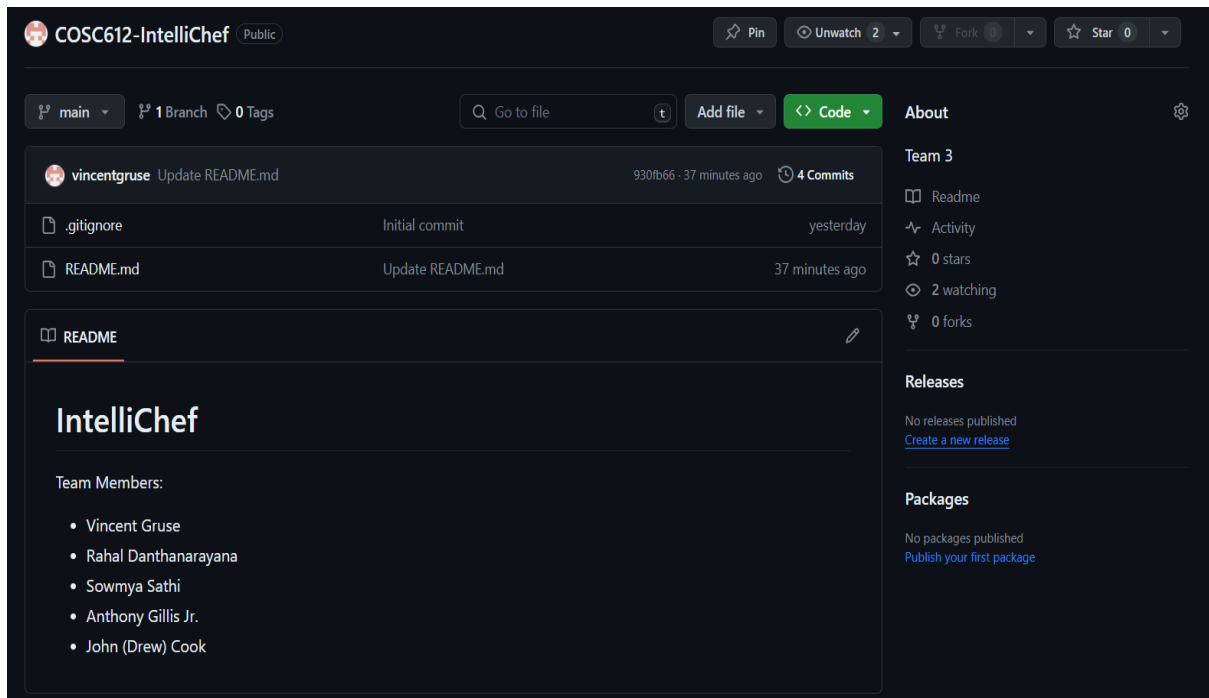 COSC612-IntelliChef Public
Pin
Unwatch 2
Fork 0
Star 0
main
1 Branch
0 Tags
Go to file
t
Add file
Code
vincentgruse Update README.md 930fb66 · 37 minutes ago 4 Commits
.gitignore Initial commit yesterday
README.md Update README.md 37 minutes ago
README
IntelliChef
Team Members:
• Vincent Gruse
• Rahal Danthanarayana
• Sowmya Sathi
• Anthony Gillis Jr.
• John (Drew) Cook
About
Team 3
Readme
Activity
0 stars
2 watching
0 forks
Releases
No releases published
Create a new release
Packages
No packages published
Publish your first package